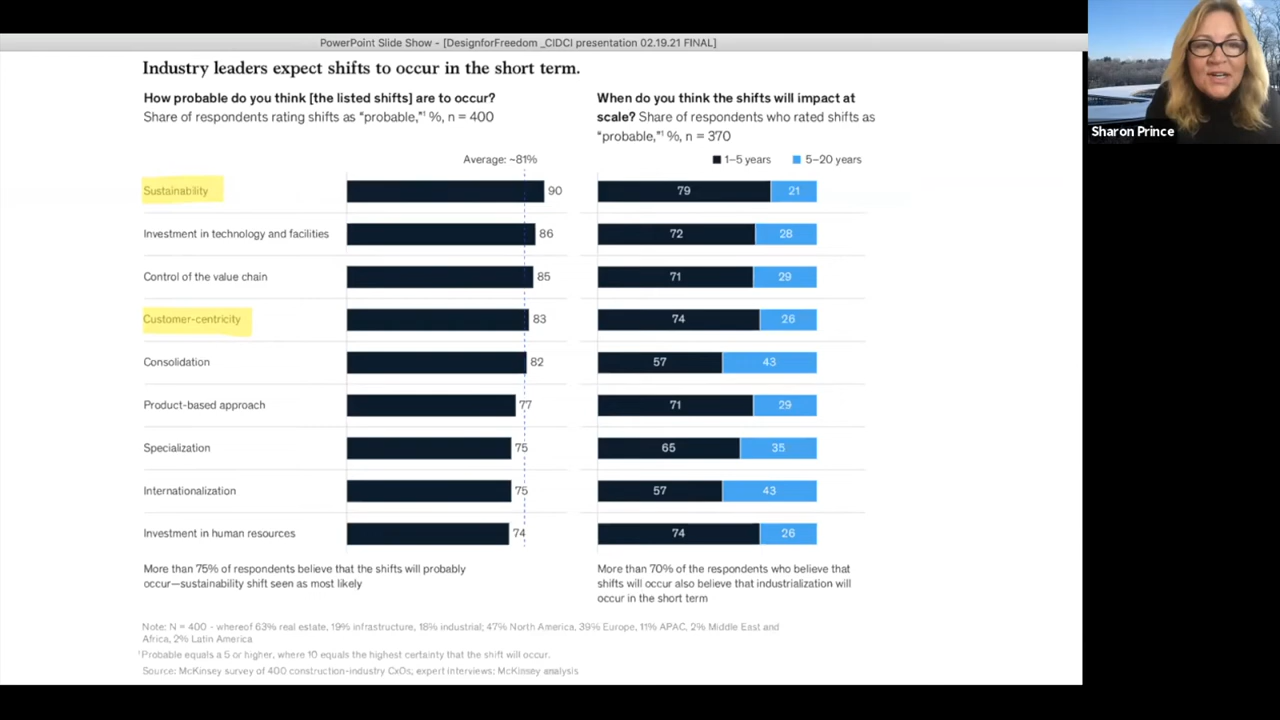 PowerPoint Slide Show - [DesignforFreedom _CIDCI presentation 02.19.21 FINAL]
Sharon Prince
Industry leaders expect shifts to occur in the short term.
How probable do you think [the listed shifts] are to occur?
Share of respondents rating shifts as “probable,”¹ %, n = 400
Average: ~81%
When do you think the shifts will impact at
scale? Share of respondents who rated shifts as
“probable,”¹ %, n = 370
1–5 years
5–20 years
Sustainability 90 79 21
Investment in technology and facilities 86 72 28
Control of the value chain 85 71 29
Customer-centricity 83 74 26
Consolidation 82 57 43
Product-based approach 77 71 29
Specialization 75 65 35
Internationalization 75 57 43
Investment in human resources 74 74 26
More than 75% of respondents believe that the shifts will probably
occur—sustainability shift seen as most likely
More than 70% of the respondents who believe that
shifts will occur also believe that industrialization will
occur in the short term
Note: N = 400 - whereof 63% real estate, 19% infrastructure, 18% industrial; 47% North America, 39% Europe, 11% APAC, 2% Middle East and
Africa, 2% Latin America
¹Probable equals a 5 or higher, where 10 equals the highest certainty that the shift will occur.
Source: McKinsey survey of 400 construction-industry CxOs; expert interviews; McKinsey analysis